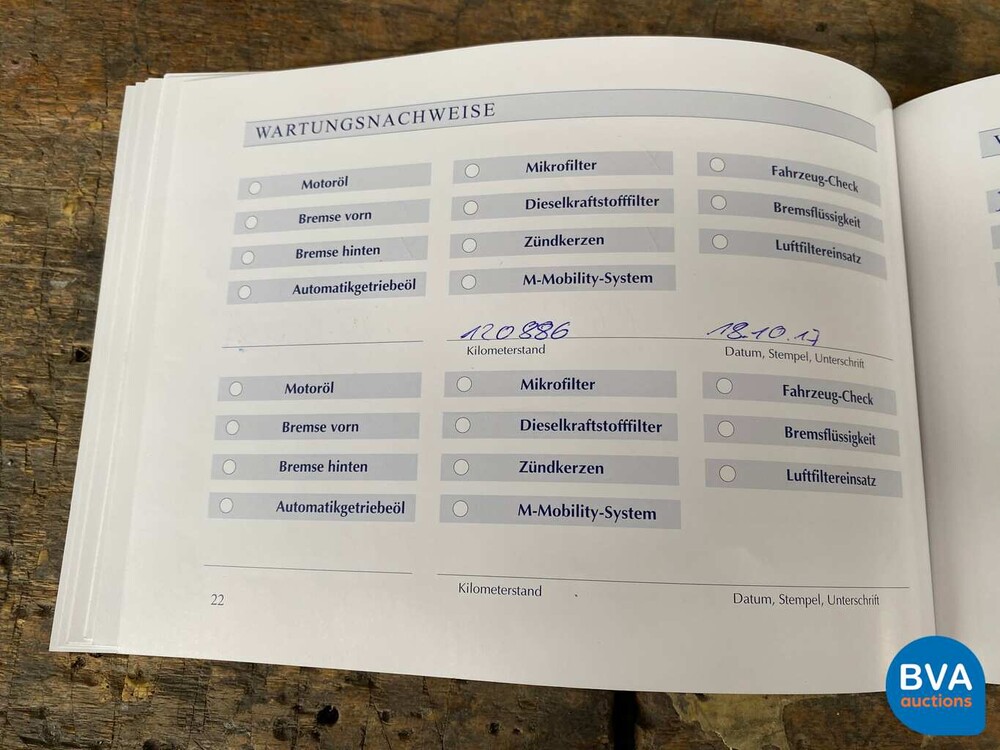 WARTUNGSNACHWEISE
Motoröl Mikrofilter Fahrzeug-Check
Bremse vorn Dieselkraftstofffilter Bremsflüssigkeit
Bremse hinten Zündkerzen Luftfiltereinsatz
Automatikgetriebeöl M-Mobility-System
120886 18.10.17
Kilometerstand Datum, Stempel, Unterschrift
Motoröl Mikrofilter Fahrzeug-Check
Bremse vorn Dieselkraftstofffilter Bremsflüssigkeit
Bremse hinten Zündkerzen Luftfiltereinsatz
Automatikgetriebeöl M-Mobility-System
Kilometerstand Datum, Stempel, Unterschrift
22
BVA
auctions